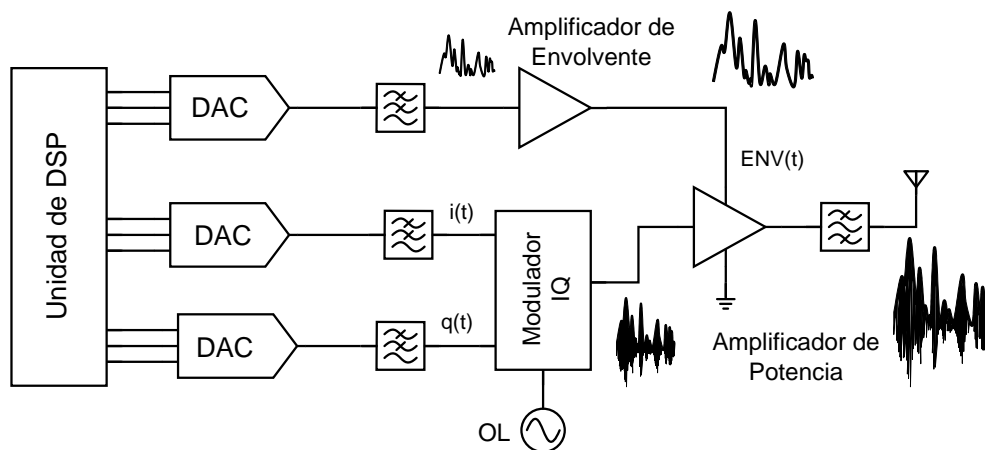 Amplificador de
Envolvente
Unidad de DSP
DAC
ENV(t)
DAC
i(t)
Modulador
IQ
DAC
q(t)
Amplificador de
Potencia
OL